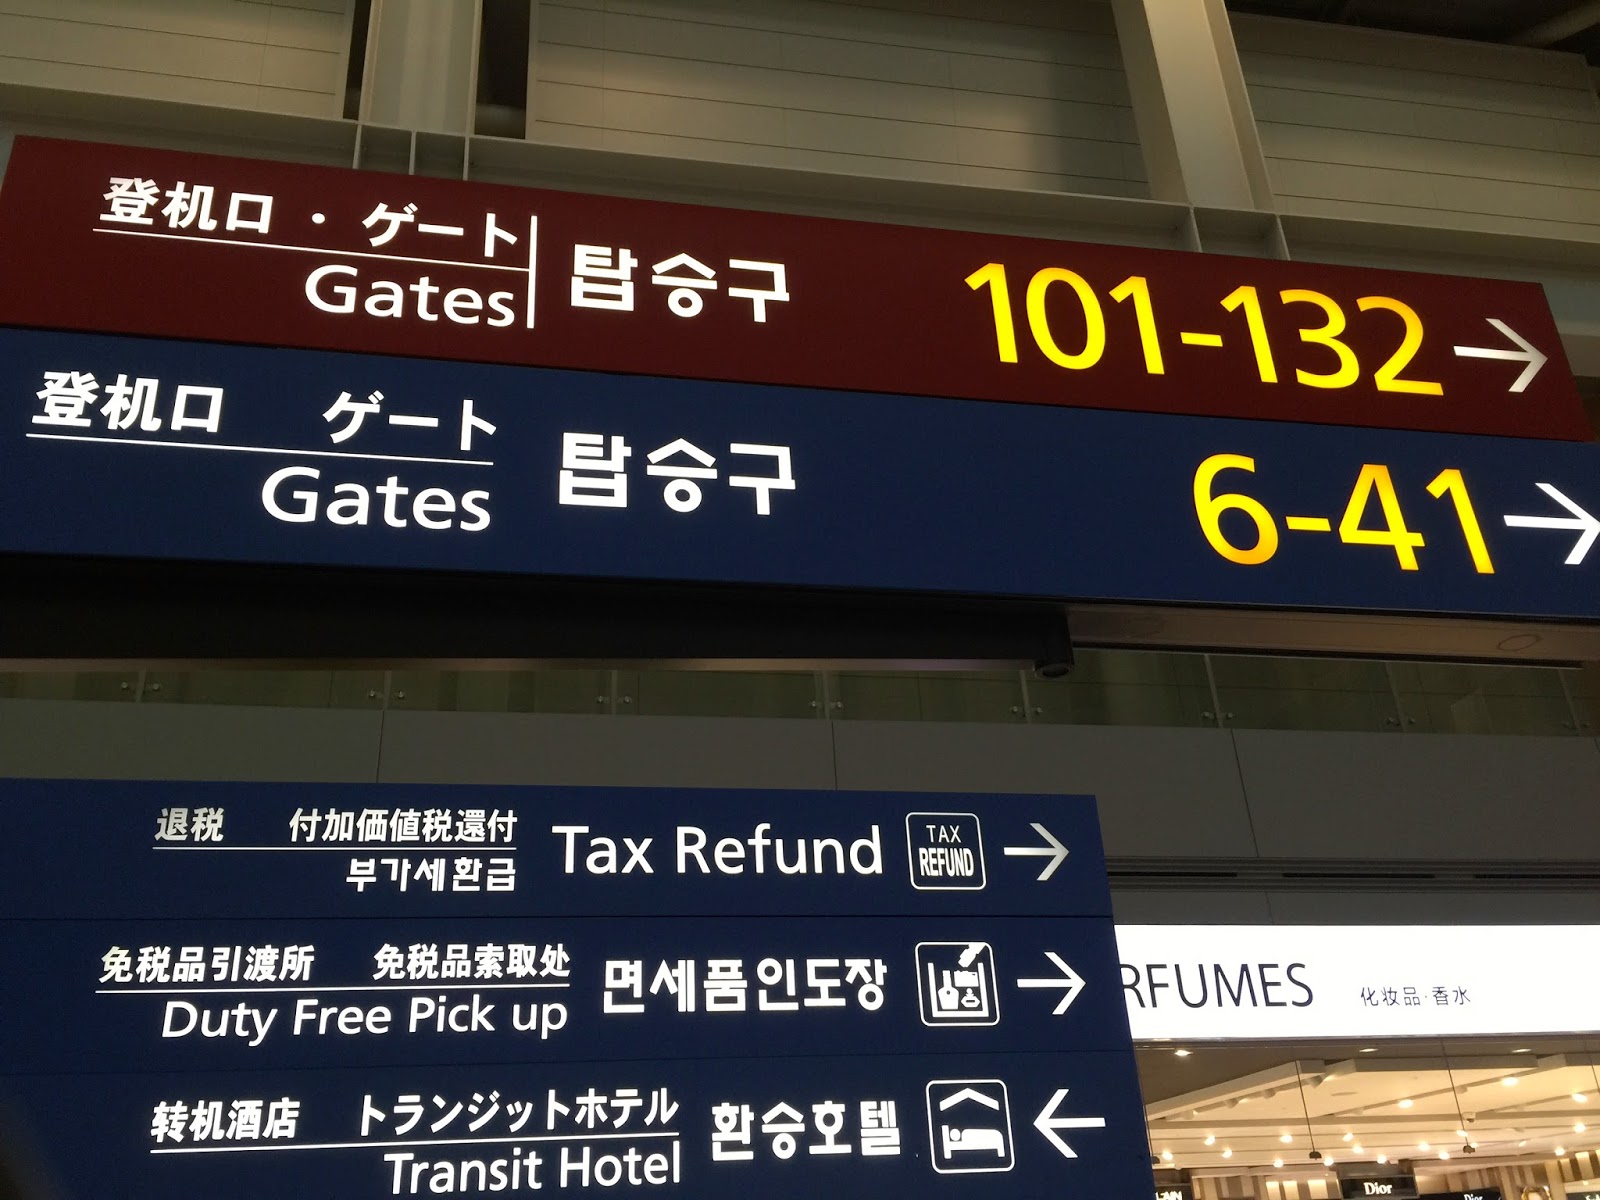 登机口 · ゲート
Gates
탑승구
101-132
登机口 ゲート
Gates
탑승구
6-41
退税 付加価値税還付
부가세환급
Tax Refund
TAX
REFUND
免税品引渡所 免税品索取处
Duty Free Pick up
면세품인도장
转机酒店 トランジットホテル
Transit Hotel
환승호텔
RFUMES 化妆品·香水
Dior
Dior